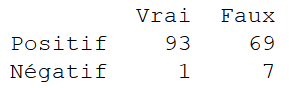 Vrai Faux
Positif 93 69
Négatif 1 7